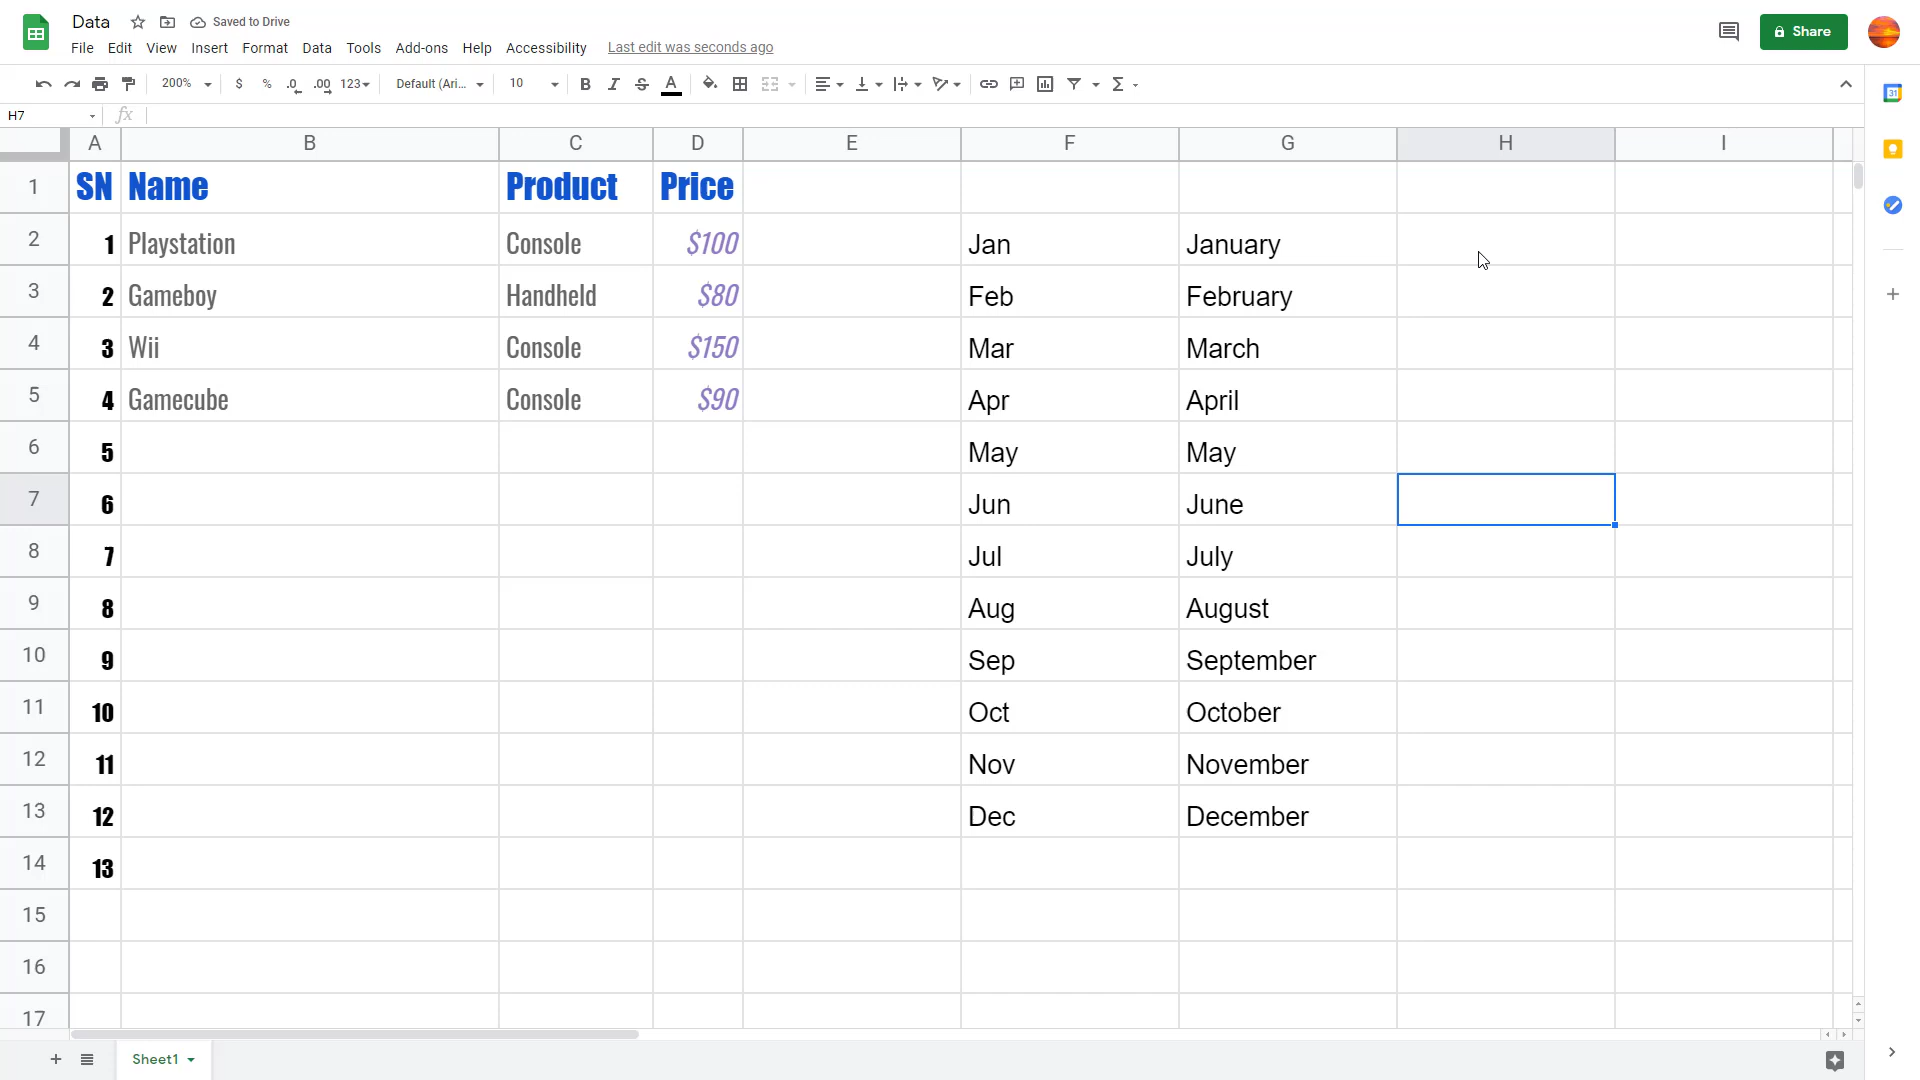 Data Saved to Drive
File Edit View Insert Format Data Tools Add-ons Help Accessibility Last edit was seconds ago
Share
200% $ % .0 .00 123 Default (Ari... 10 B I S A Σ
31
H7 fx
A B C D E F G H I
1 SN Name Product Price
2 1 Playstation Console $100 Jan January
3 2 Gameboy Handheld $80 Feb February
4 3 Wii Console $150 Mar March
5 4 Gamecube Console $90 Apr April
6 5 May May
7 6 Jun June
8 7 Jul July
9 8 Aug August
10 9 Sep September
11 10 Oct October
12 11 Nov November
13 12 Dec December
14 13
15
16
17
Sheet1